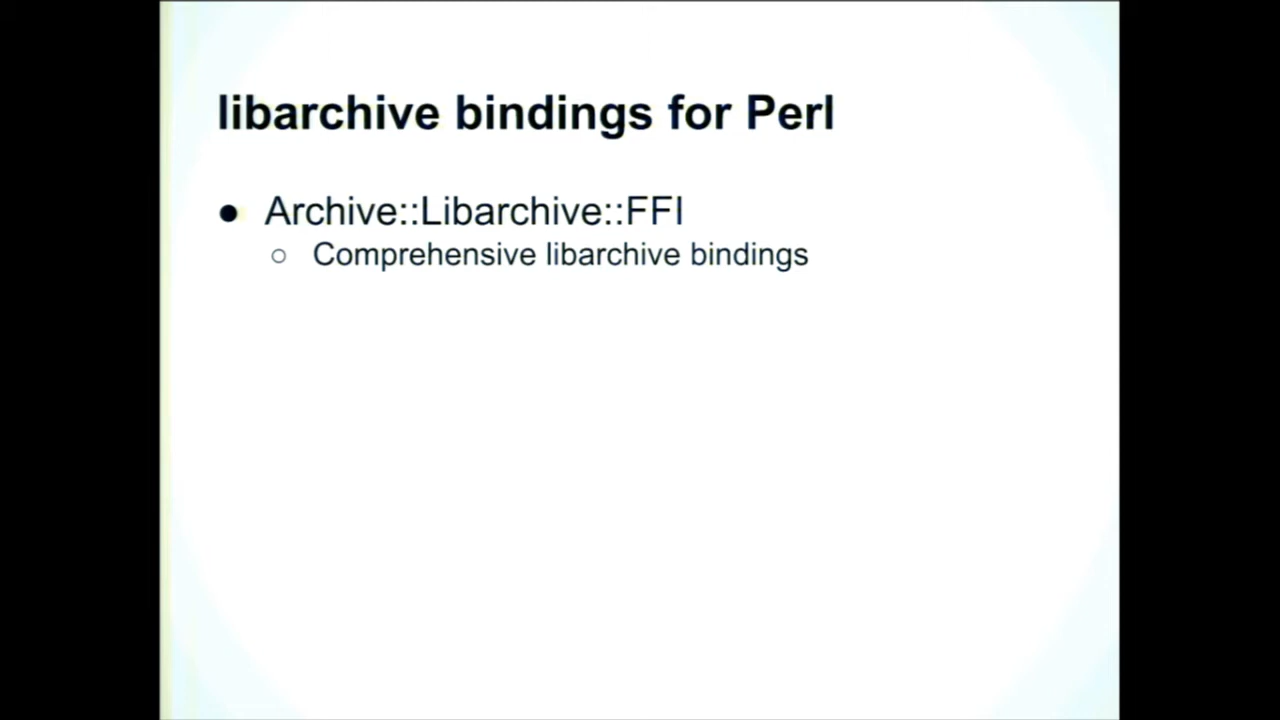 libarchive bindings for Perl
● Archive::Libarchive::FFI
○ Comprehensive libarchive bindings